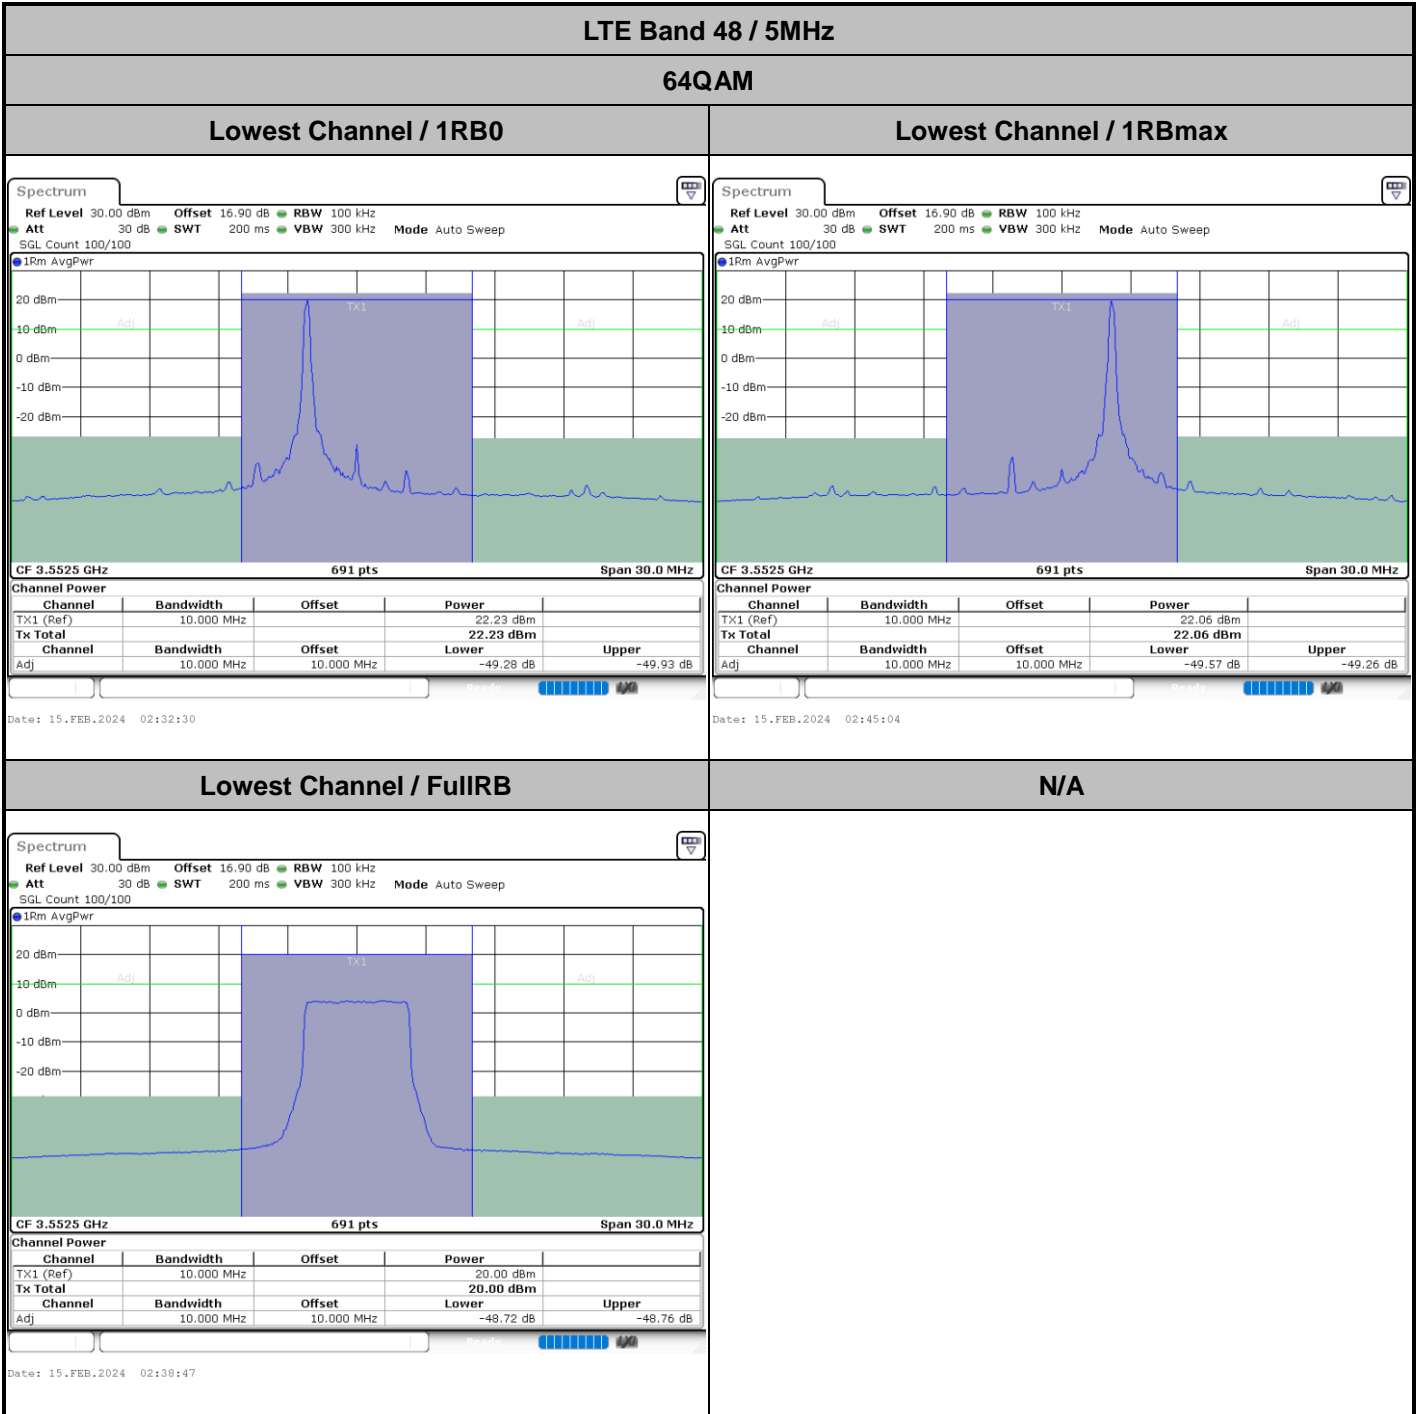 LTE Band 48 / 5MHz
64QAM
Lowest Channel / 1RB0
Lowest Channel / 1RBmax
Spectrum
Ref Level 30.00 dBm Offset 16.90 dB RBW 100 kHz
Att 30 dB SWT 200 ms VBW 300 kHz Mode Auto Sweep
SGL Count 100/100
1Rm AvgPwr
TX1
Adj
Adj
20 dBm
10 dBm
0 dBm
-10 dBm
-20 dBm
CF 3.5525 GHz 691 pts Span 30.0 MHz
Channel Power
Channel Bandwidth Offset Power
TX1 (Ref) 10.000 MHz 22.23 dBm
Tx Total 22.23 dBm
Channel Bandwidth Offset Lower Upper
Adj 10.000 MHz 10.000 MHz -49.28 dB -49.93 dB
Ready
Date: 15.FEB.2024 02:32:30
Spectrum
Ref Level 30.00 dBm Offset 16.90 dB RBW 100 kHz
Att 30 dB SWT 200 ms VBW 300 kHz Mode Auto Sweep
SGL Count 100/100
1Rm AvgPwr
TX1
Adj
Adj
20 dBm
10 dBm
0 dBm
-10 dBm
-20 dBm
CF 3.5525 GHz 691 pts Span 30.0 MHz
Channel Power
Channel Bandwidth Offset Power
TX1 (Ref) 10.000 MHz 22.06 dBm
Tx Total 22.06 dBm
Channel Bandwidth Offset Lower Upper
Adj 10.000 MHz 10.000 MHz -49.57 dB -49.26 dB
Ready
Date: 15.FEB.2024 02:45:04
Lowest Channel / FullRB
N/A
Spectrum
Ref Level 30.00 dBm Offset 16.90 dB RBW 100 kHz
Att 30 dB SWT 200 ms VBW 300 kHz Mode Auto Sweep
SGL Count 100/100
1Rm AvgPwr
TX1
Adj
Adj
20 dBm
10 dBm
0 dBm
-10 dBm
-20 dBm
CF 3.5525 GHz 691 pts Span 30.0 MHz
Channel Power
Channel Bandwidth Offset Power
TX1 (Ref) 10.000 MHz 20.00 dBm
Tx Total 20.00 dBm
Channel Bandwidth Offset Lower Upper
Adj 10.000 MHz 10.000 MHz -48.72 dB -48.76 dB
Ready
Date: 15.FEB.2024 02:38:47